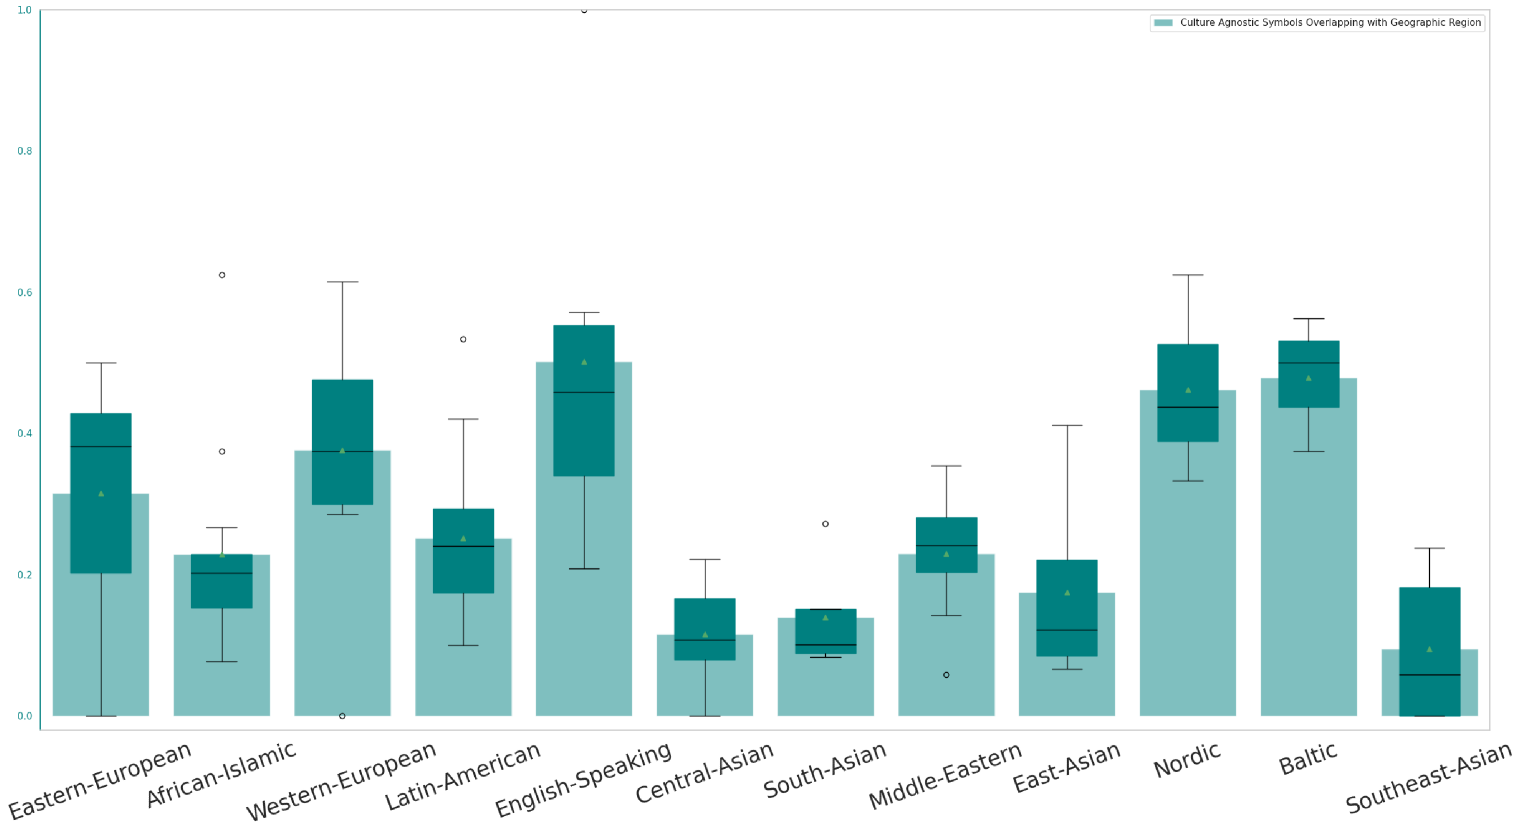 1.0
Culture Agnostic Symbols Overlapping with Geographic Region
0.8
0.6
0.4
0.2
0.0
Eastern-European
African-Islamic
Western-European
Latin-American
English-Speaking
Central-Asian
South-Asian
Middle-Eastern
East-Asian
Nordic
Baltic
Southeast-Asian